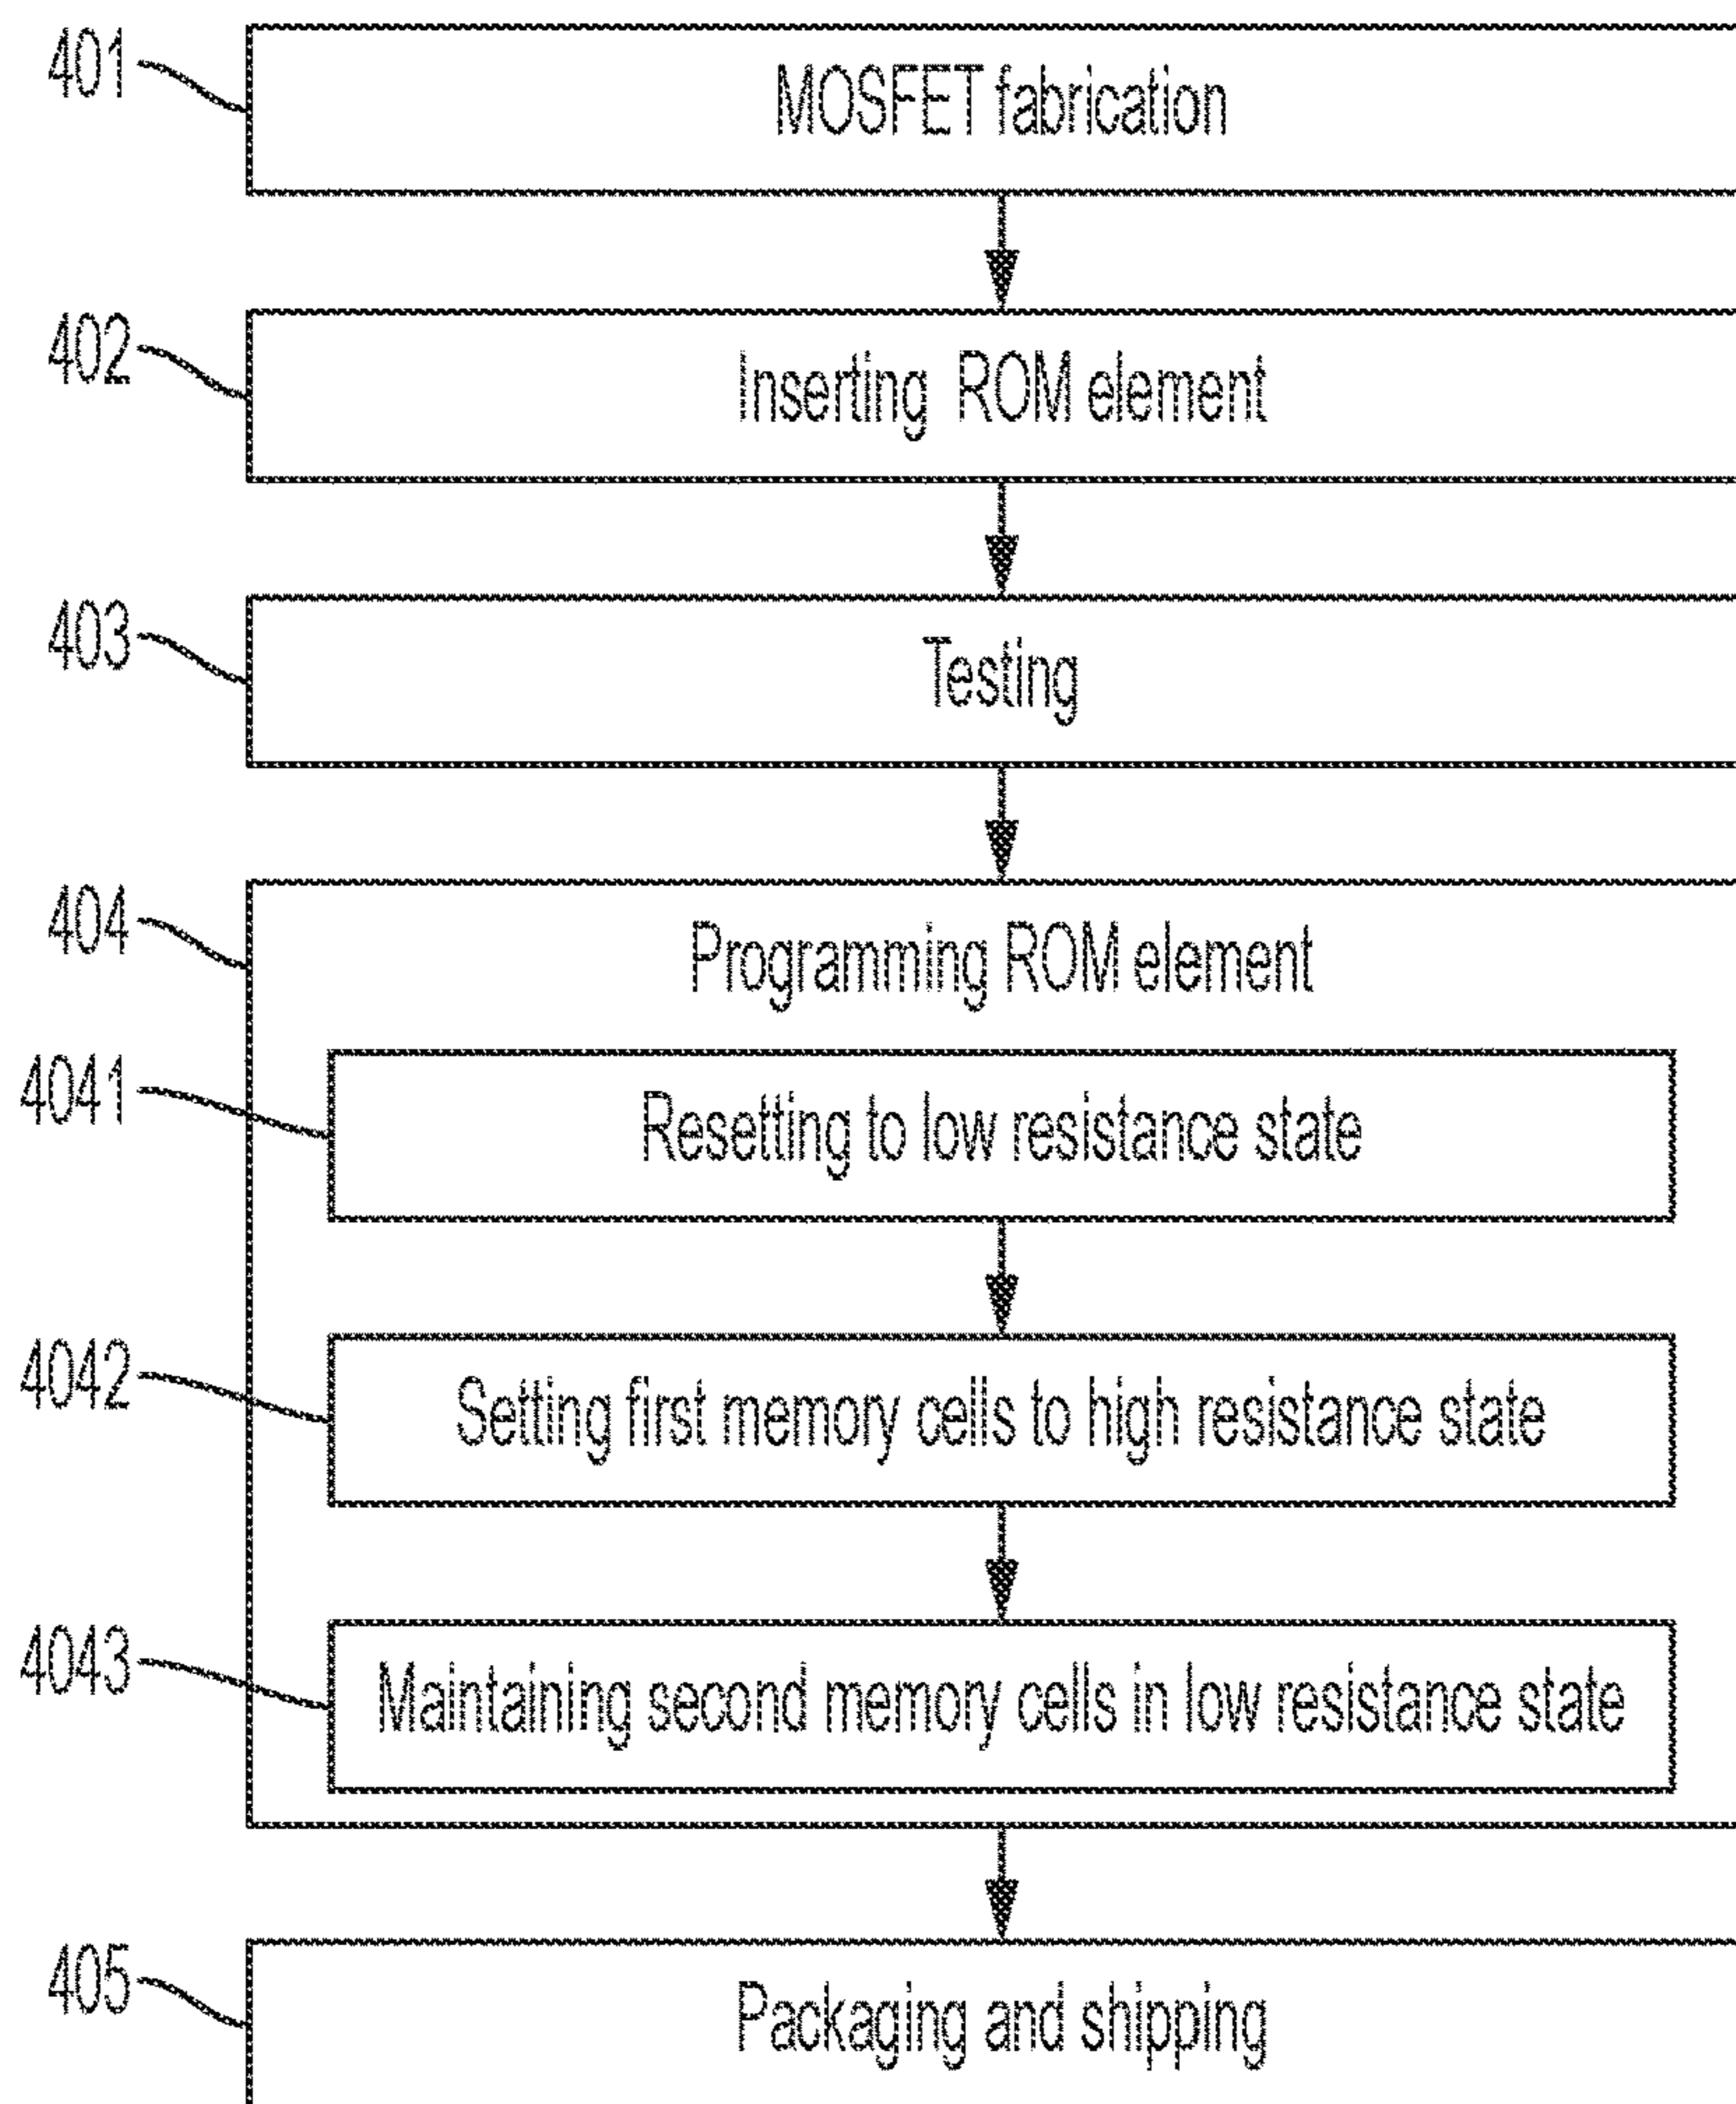 401
MOSFET fabrication
402
Inserting ROM element
403
Testing
404
Programming ROM element
4041
Resetting to low resistance state
4042
Setting first memory cells to high resistance state
4043
Maintaining second memory cells in low resistance state
405
Packaging and shipping